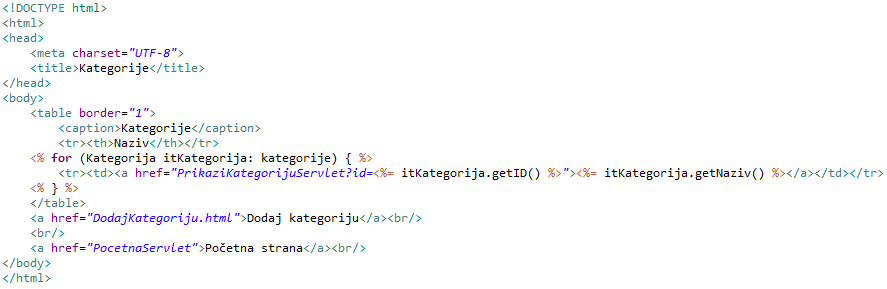 <!DOCTYPE html>
<html>
<head>
    <meta charset="UTF-8">
    <title>Kategorije</title>
</head>
<body>
    <table border="1">
        <caption>Kategorije</caption>
        <tr><th>Naziv</th></tr>
    <% for (Kategorija itKategorija: kategorije) { %>
        <tr><td><a href="PrikaziKategorijuServlet?id=<%= itKategorija.getID() %>"><%= itKategorija.getNaziv() %></a></td></tr>
    <% } %>
    </table>
    <a href="DodajKategoriju.html">Dodaj kategoriju</a><br/>
    <br/>
    <a href="PocetnaServlet">Početna strana</a><br/>
</body>
</html>